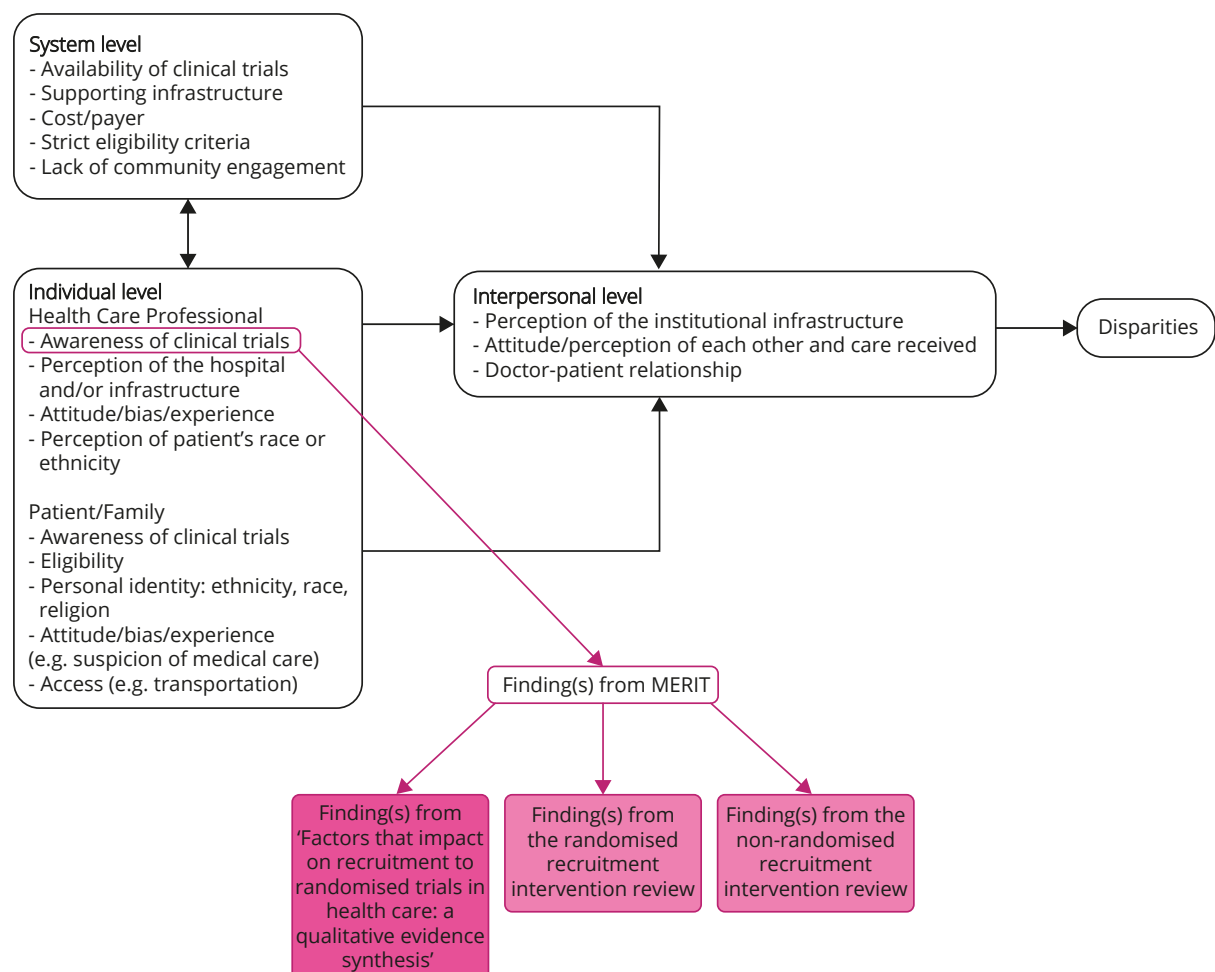 System level
- Availability of clinical trials
- Supporting infrastructure
- Cost/payer
- Strict eligibility criteria
- Lack of community engagement
Individual level
Health Care Professional
- Awareness of clinical trials
- Perception of the hospital
and/or infrastructure
- Attitude/bias/experience
- Perception of patient’s race or
ethnicity
Patient/Family
- Awareness of clinical trials
- Eligibility
- Personal identity: ethnicity, race,
religion
- Attitude/bias/experience
(e.g. suspicion of medical care)
- Access (e.g. transportation)
Interpersonal level
- Perception of the institutional infrastructure
- Attitude/perception of each other and care received
- Doctor-patient relationship
Disparities
Finding(s) from MERIT
Finding(s) from
‘Factors that impact
on recruitment to
randomised trials in
health care: a
qualitative evidence
synthesis’
Finding(s) from
the randomised
recruitment
intervention review
Finding(s) from the
non-randomised
recruitment
intervention review